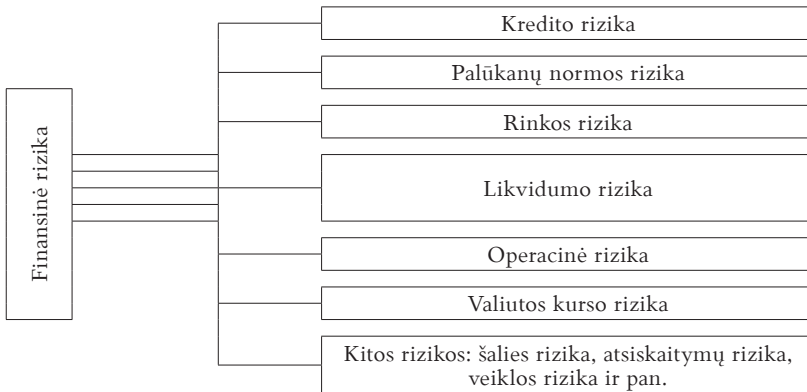 Finansinė rizika
Kredito rizika
Palūkanų normos rizika
Rinkos rizika
Likvidumo rizika
Operacinė rizika
Valiutos kurso rizika
Kitos rizikos: šalies rizika, atsiskaitymų rizika,
veiklos rizika ir pan.